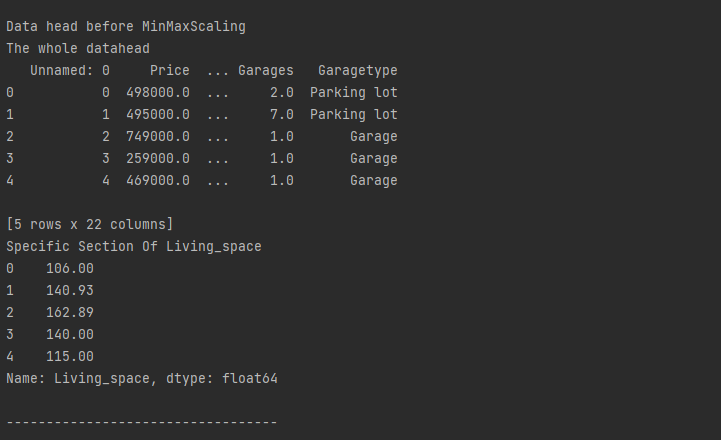 Data head before MinMaxScaling
The whole datahead
   Unnamed: 0     Price  ... Garages   Garagetype
0           0  498000.0  ...     2.0  Parking lot
1           1  495000.0  ...     7.0  Parking lot
2           2  749000.0  ...     1.0       Garage
3           3  259000.0  ...     1.0       Garage
4           4  469000.0  ...     1.0       Garage

[5 rows x 22 columns]
Specific Section Of Living_space
0    106.00
1    140.93
2    162.89
3    140.00
4    115.00
Name: Living_space, dtype: float64

----------------------------------